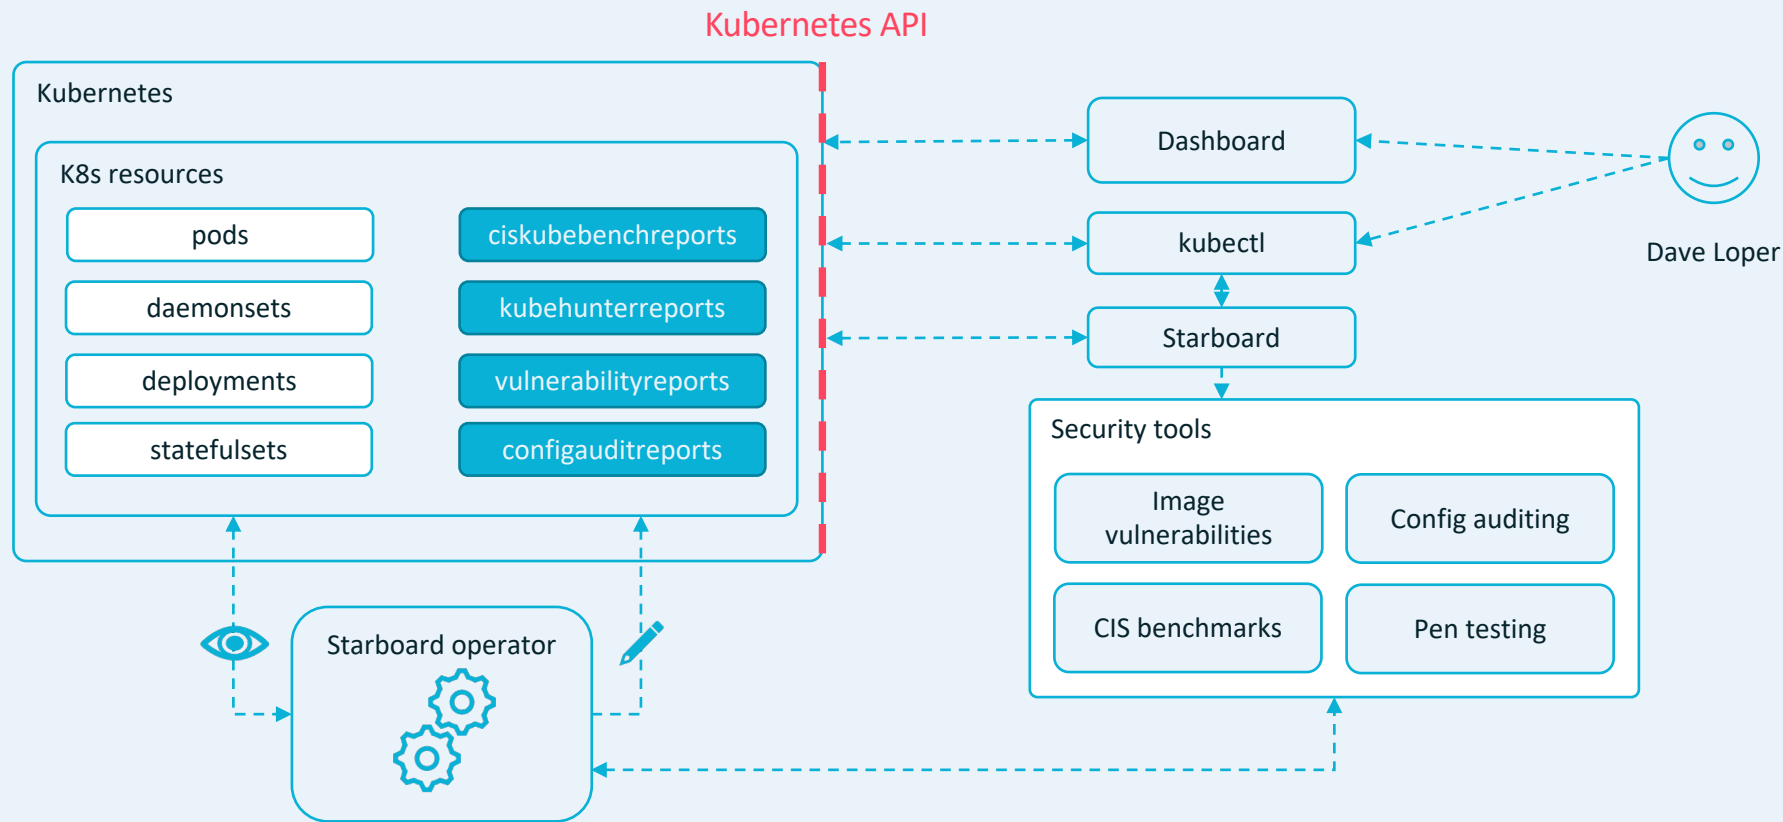 Kubernetes API
Kubernetes
K8s resources
pods
daemonsets
deployments
statefulsets
ciskubebenchreports
kubehunterreports
vulnerabilityreports
configauditreports
Starboard operator
Dashboard
kubectl
Starboard
Dave Loper
Security tools
Image
vulnerabilities
Config auditing
CIS benchmarks
Pen testing